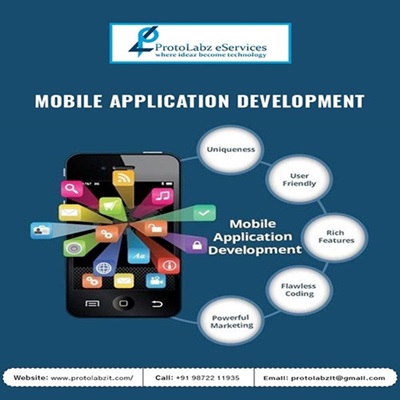 ProtoLabz eServices
where ideaz become technology
MOBILE APPLICATION DEVELOPMENT
Uniqueness
User
Friendly
Mobile
Application
Development
Rich
Features
Flawless
Coding
Powerful
Marketing
Aa
Website: www.protolabzit.com/
Call: +91 98722 11935
Email: protolabzit@gmail.com